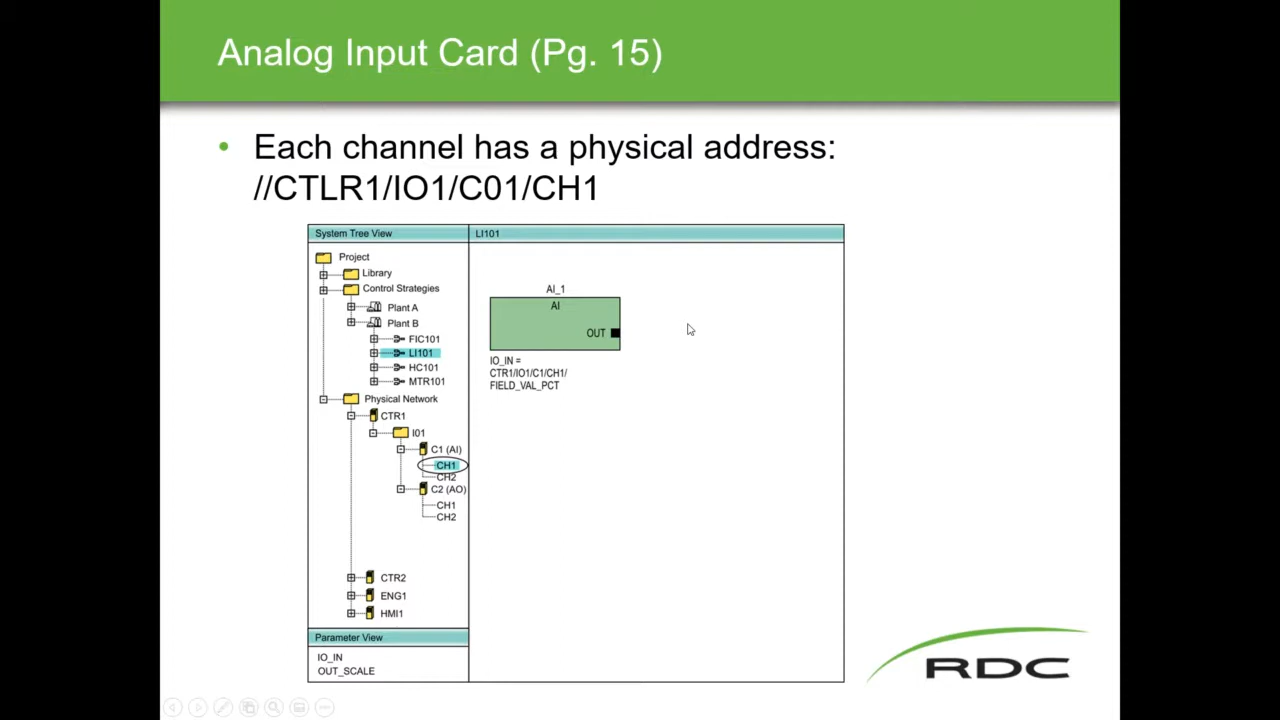 Analog Input Card (Pg. 15)
• Each channel has a physical address:
//CTLR1/IO1/C01/CH1
System Tree View
Project
Library
Control Strategies
Plant A
Plant B
FIC101
LI101
HC101
MTR101
Physical Network
CTR1
I01
C1 (AI)
CH1
CH2
C2 (AO)
CH1
CH2
CTR2
ENG1
HMI1
Parameter View
IO_IN
OUT_SCALE
LI101
AI_1
AI
OUT
IO_IN =
CTR1/IO1/C1/CH1/
FIELD_VAL_PCT
RDC